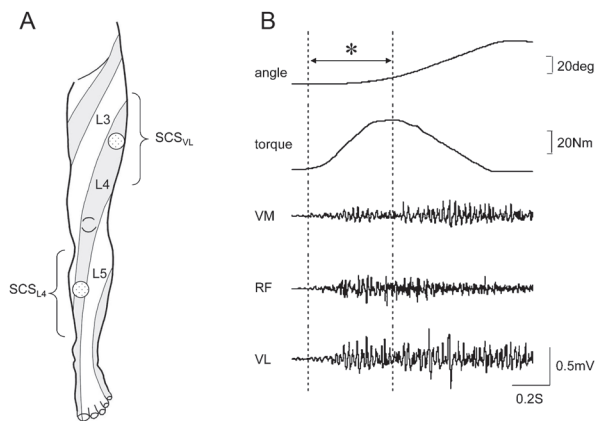 A
L3
SCSVL
L4
L5
SCSL4
B
*
angle
20deg
torque
20Nm
VM
RF
VL
0.5mV
0.2S